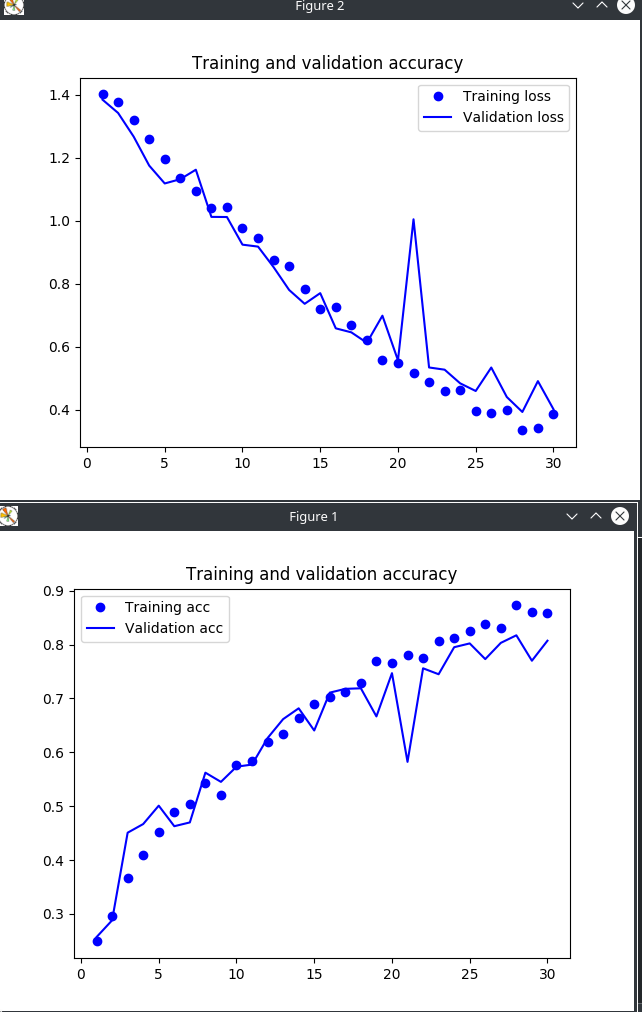 Figure 2
Training and validation accuracy
Training loss
Validation loss
1.4
1.2
1.0
0.8
0.6
0.4
0 5 10 15 20 25 30
Figure 1
Training and validation accuracy
Training acc
Validation acc
0.9
0.8
0.7
0.6
0.5
0.4
0.3
0 5 10 15 20 25 30